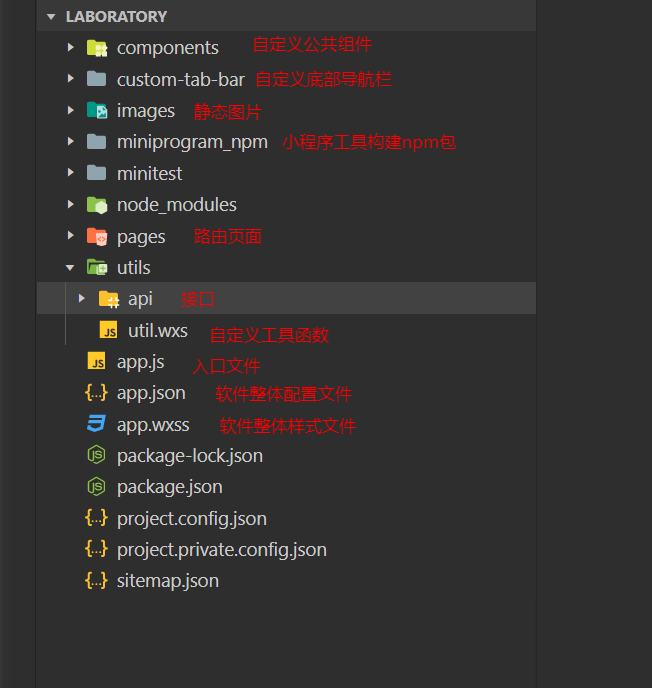 LABORATORY
components 自定义公共组件
custom-tab-bar 自定义底部导航栏
images 静态图片
miniprogram_npm 小程序工具构建npm包
minitest
node_modules
pages 路由页面
utils
api 接口
JS util.wxs 自定义工具函数
JS app.js 入口文件
{..} app.json 软件整体配置文件
app.wxss 软件整体样式文件
JS package-lock.json
JS package.json
{..} project.config.json
{..} project.private.config.json
{..} sitemap.json